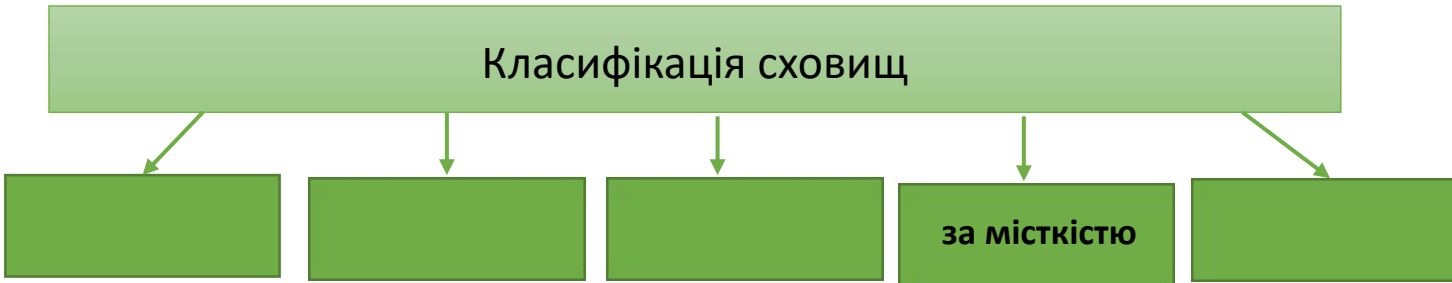 Класифікація сховищ
за місткістю